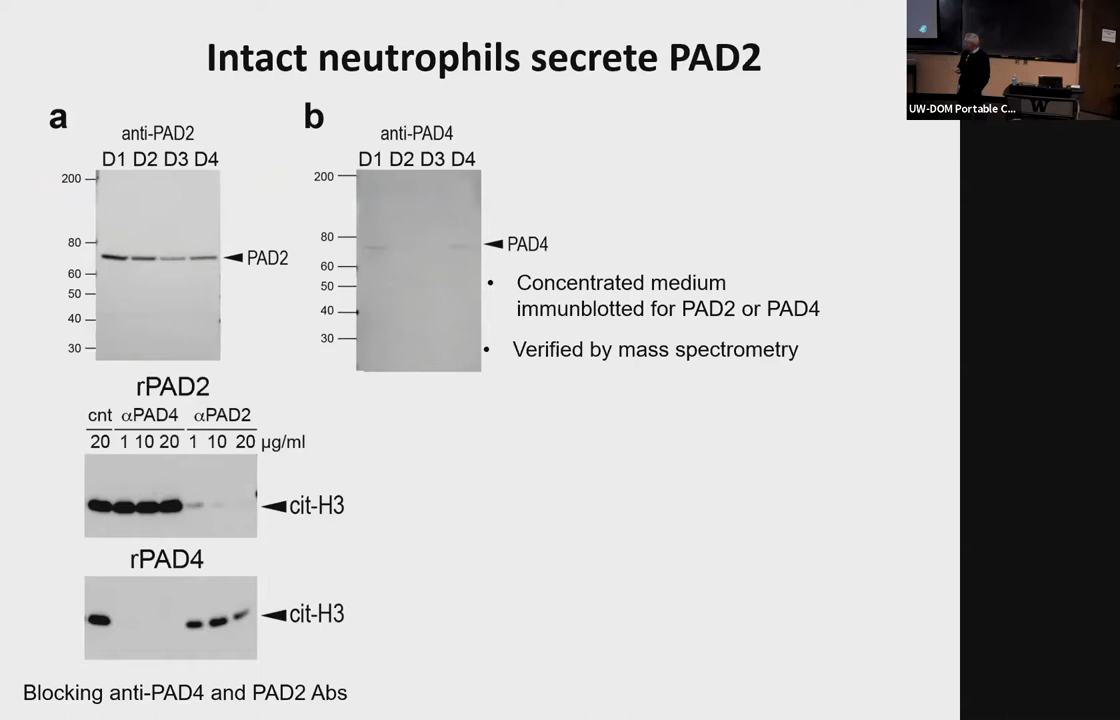 Intact neutrophils secrete PAD2
a
anti-PAD2
D1 D2 D3 D4
200
80
60
50
40
30
PAD2
b
anti-PAD4
D1 D2 D3 D4
200
80
60
50
40
30
PAD4
• Concentrated medium
immunblotted for PAD2 or PAD4
• Verified by mass spectrometry
rPAD2
cnt αPAD4 αPAD2
20 1 10 20 1 10 20 µg/ml
cit-H3
rPAD4
cit-H3
Blocking anti-PAD4 and PAD2 Abs
UW-DOM Portable C...
W